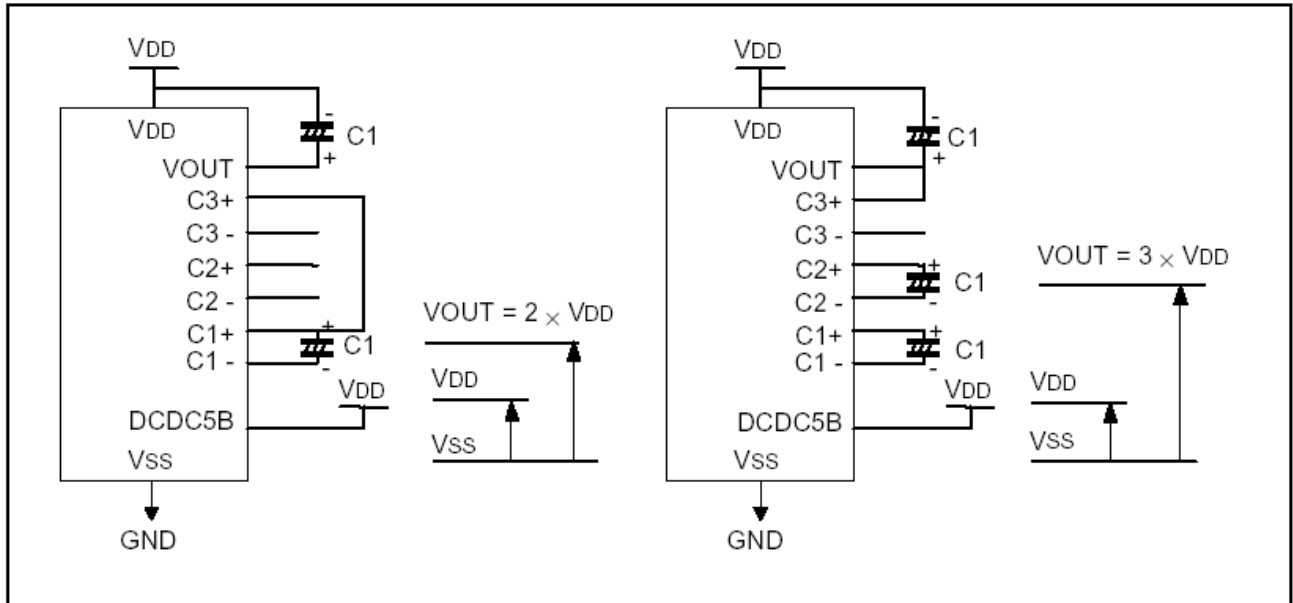 VDD
VDD
- C1
+
VOUT
C3+
C3 -
C2+
C2 -
C1+
C1 -
+ C1
-
VDD
DCDC5B
VSS
GND
VOUT = 2 × VDD
VDD
VSS
VDD
VDD
- C1
+
VOUT
C3+
C3 -
C2+
C2 -
+ C1
-
C1+
C1 -
+ C1
-
VDD
DCDC5B
VSS
GND
VOUT = 3 × VDD
VDD
VSS